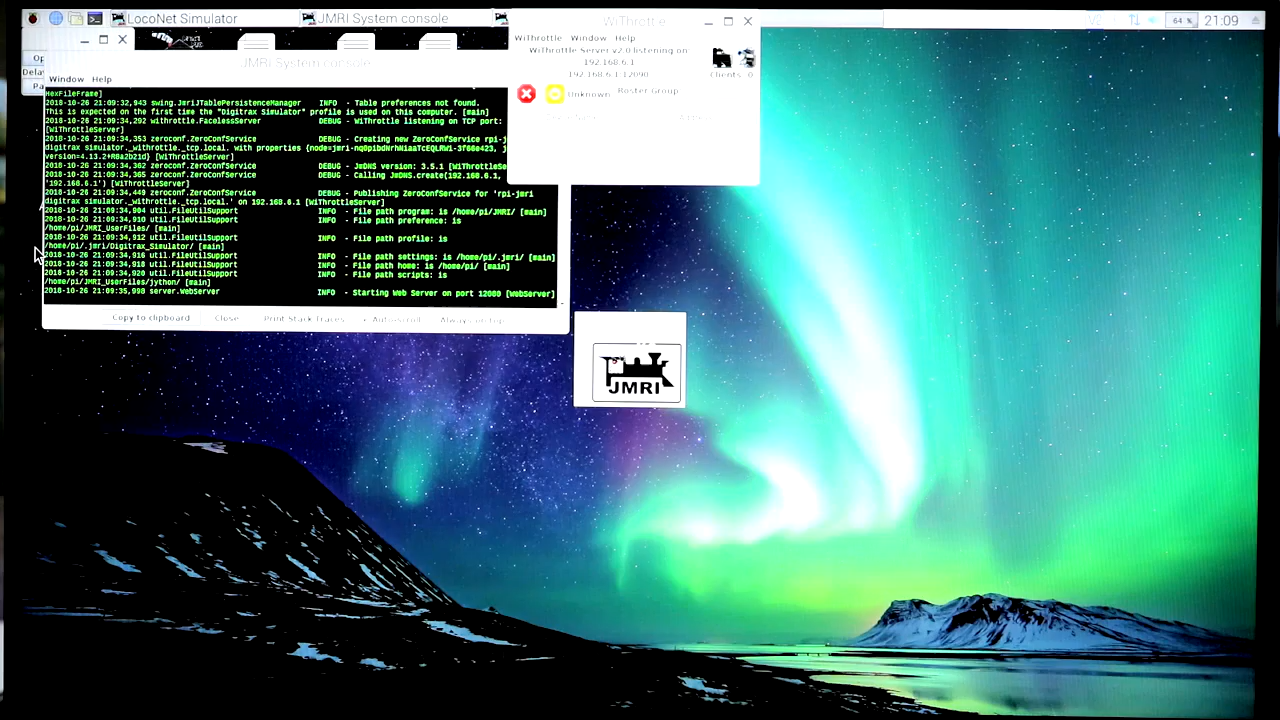 LocoNet Simulator
JMRI System console
V2
64 %
21:09
WiThrottle
WiThrottle Window Help
WiThrottle Server v2.0 listening on:
192.168.6.1
192.168.6.1:12090
Clients: 0
Unknown
Roster Group
Op
Delay
Pa
JMRI System console
Window Help
HexFileFrame]
2018-10-26 21:09:32,943 swing.JmriJTablePersistenceManager INFO - Table preferences not found.
This is expected on the first time the "Digitrax Simulator" profile is used on this computer. [main]
2018-10-26 21:09:34,292 withrottle.FacelessServer DEBUG - WiThrottle listening on TCP port:
[WiThrottleServer]
2018-10-26 21:09:34,353 zeroconf.ZeroConfService DEBUG - Creating new ZeroConfService rpi-j
digitrax simulator._withrottle._tcp.local. with properties {node=jmri-
version=4.13.2+R8a2b21d} [WiThrottleServer]
2018-10-26 21:09:34,362 zeroconf.ZeroConfService DEBUG - JmDNS version: 3.5.1 [WiThrottleSe
2018-10-26 21:09:34,365 zeroconf.ZeroConfService DEBUG - Calling JmDNS.create(192.168.6.1,
'192.168.6.1') [WiThrottleServer]
2018-10-26 21:09:34,449 zeroconf.ZeroConfService DEBUG - Publishing ZeroConfService for 'rpi-jmri
digitrax simulator._withrottle._tcp.local.' on 192.168.6.1 [WiThrottleServer]
2018-10-26 21:09:34,904 util.FileUtilSupport INFO - File path program: is /home/pi/JMRI/ [main]
2018-10-26 21:09:34,910 util.FileUtilSupport INFO - File path preference: is
/home/pi/JMRI_UserFiles/ [main]
2018-10-26 21:09:34,912 util.FileUtilSupport INFO - File path profile: is
/home/pi/.jmri/Digitrax_Simulator/ [main]
2018-10-26 21:09:34,916 util.FileUtilSupport INFO - File path settings: is /home/pi/.jmri/ [main]
2018-10-26 21:09:34,918 util.FileUtilSupport INFO - File path home: is /home/pi/ [main]
2018-10-26 21:09:34,920 util.FileUtilSupport INFO - File path scripts: is
/home/pi/JMRI_UserFiles/jython/ [main]
2018-10-26 21:09:35,998 server.WebServer INFO - Starting Web Server on port 12080 [WebServer]
Copy to clipboard Close Print Stack Traces Autoscroll Always on top
JMRI